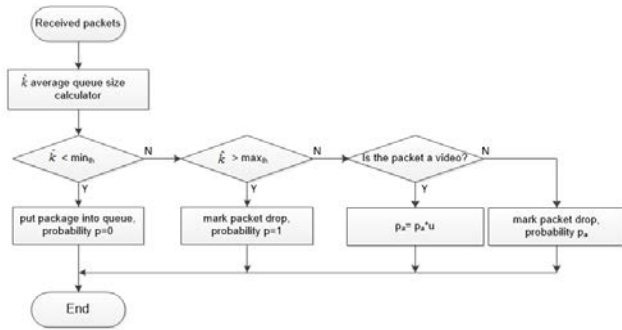 Received packets
k̂ average queue size
calculator
k̂ < minₜₕ
N
k̂ > maxₜₕ
N
Is the packet a video?
N
Y
Y
Y
put package into queue,
probability p=0
mark packet drop,
probability p=1
pₐ= pₐ*u
mark packet drop,
probability pₐ
End